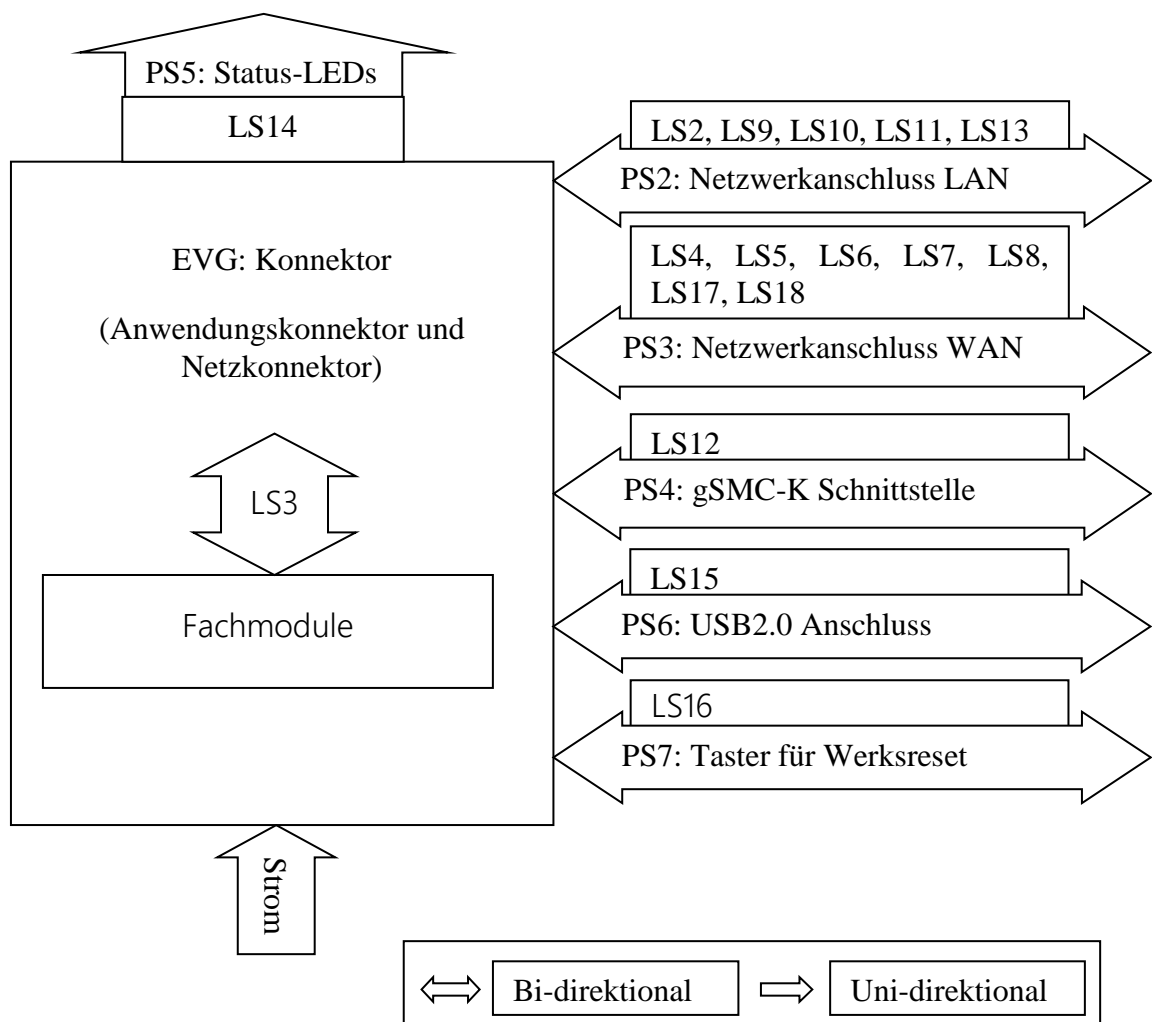 PS5: Status-LEDs
LS14
EVG: Konnektor
(Anwendungskonnektor und
Netzkonnektor)
LS3
Fachmodule
Strom
LS2, LS9, LS10, LS11, LS13
PS2: Netzwerkanschluss LAN
LS4, LS5, LS6, LS7, LS8,
LS17, LS18
PS3: Netzwerkanschluss WAN
LS12
PS4: gSMC-K Schnittstelle
LS15
PS6: USB2.0 Anschluss
LS16
PS7: Taster für Werksreset
Bi-direktional
Uni-direktional